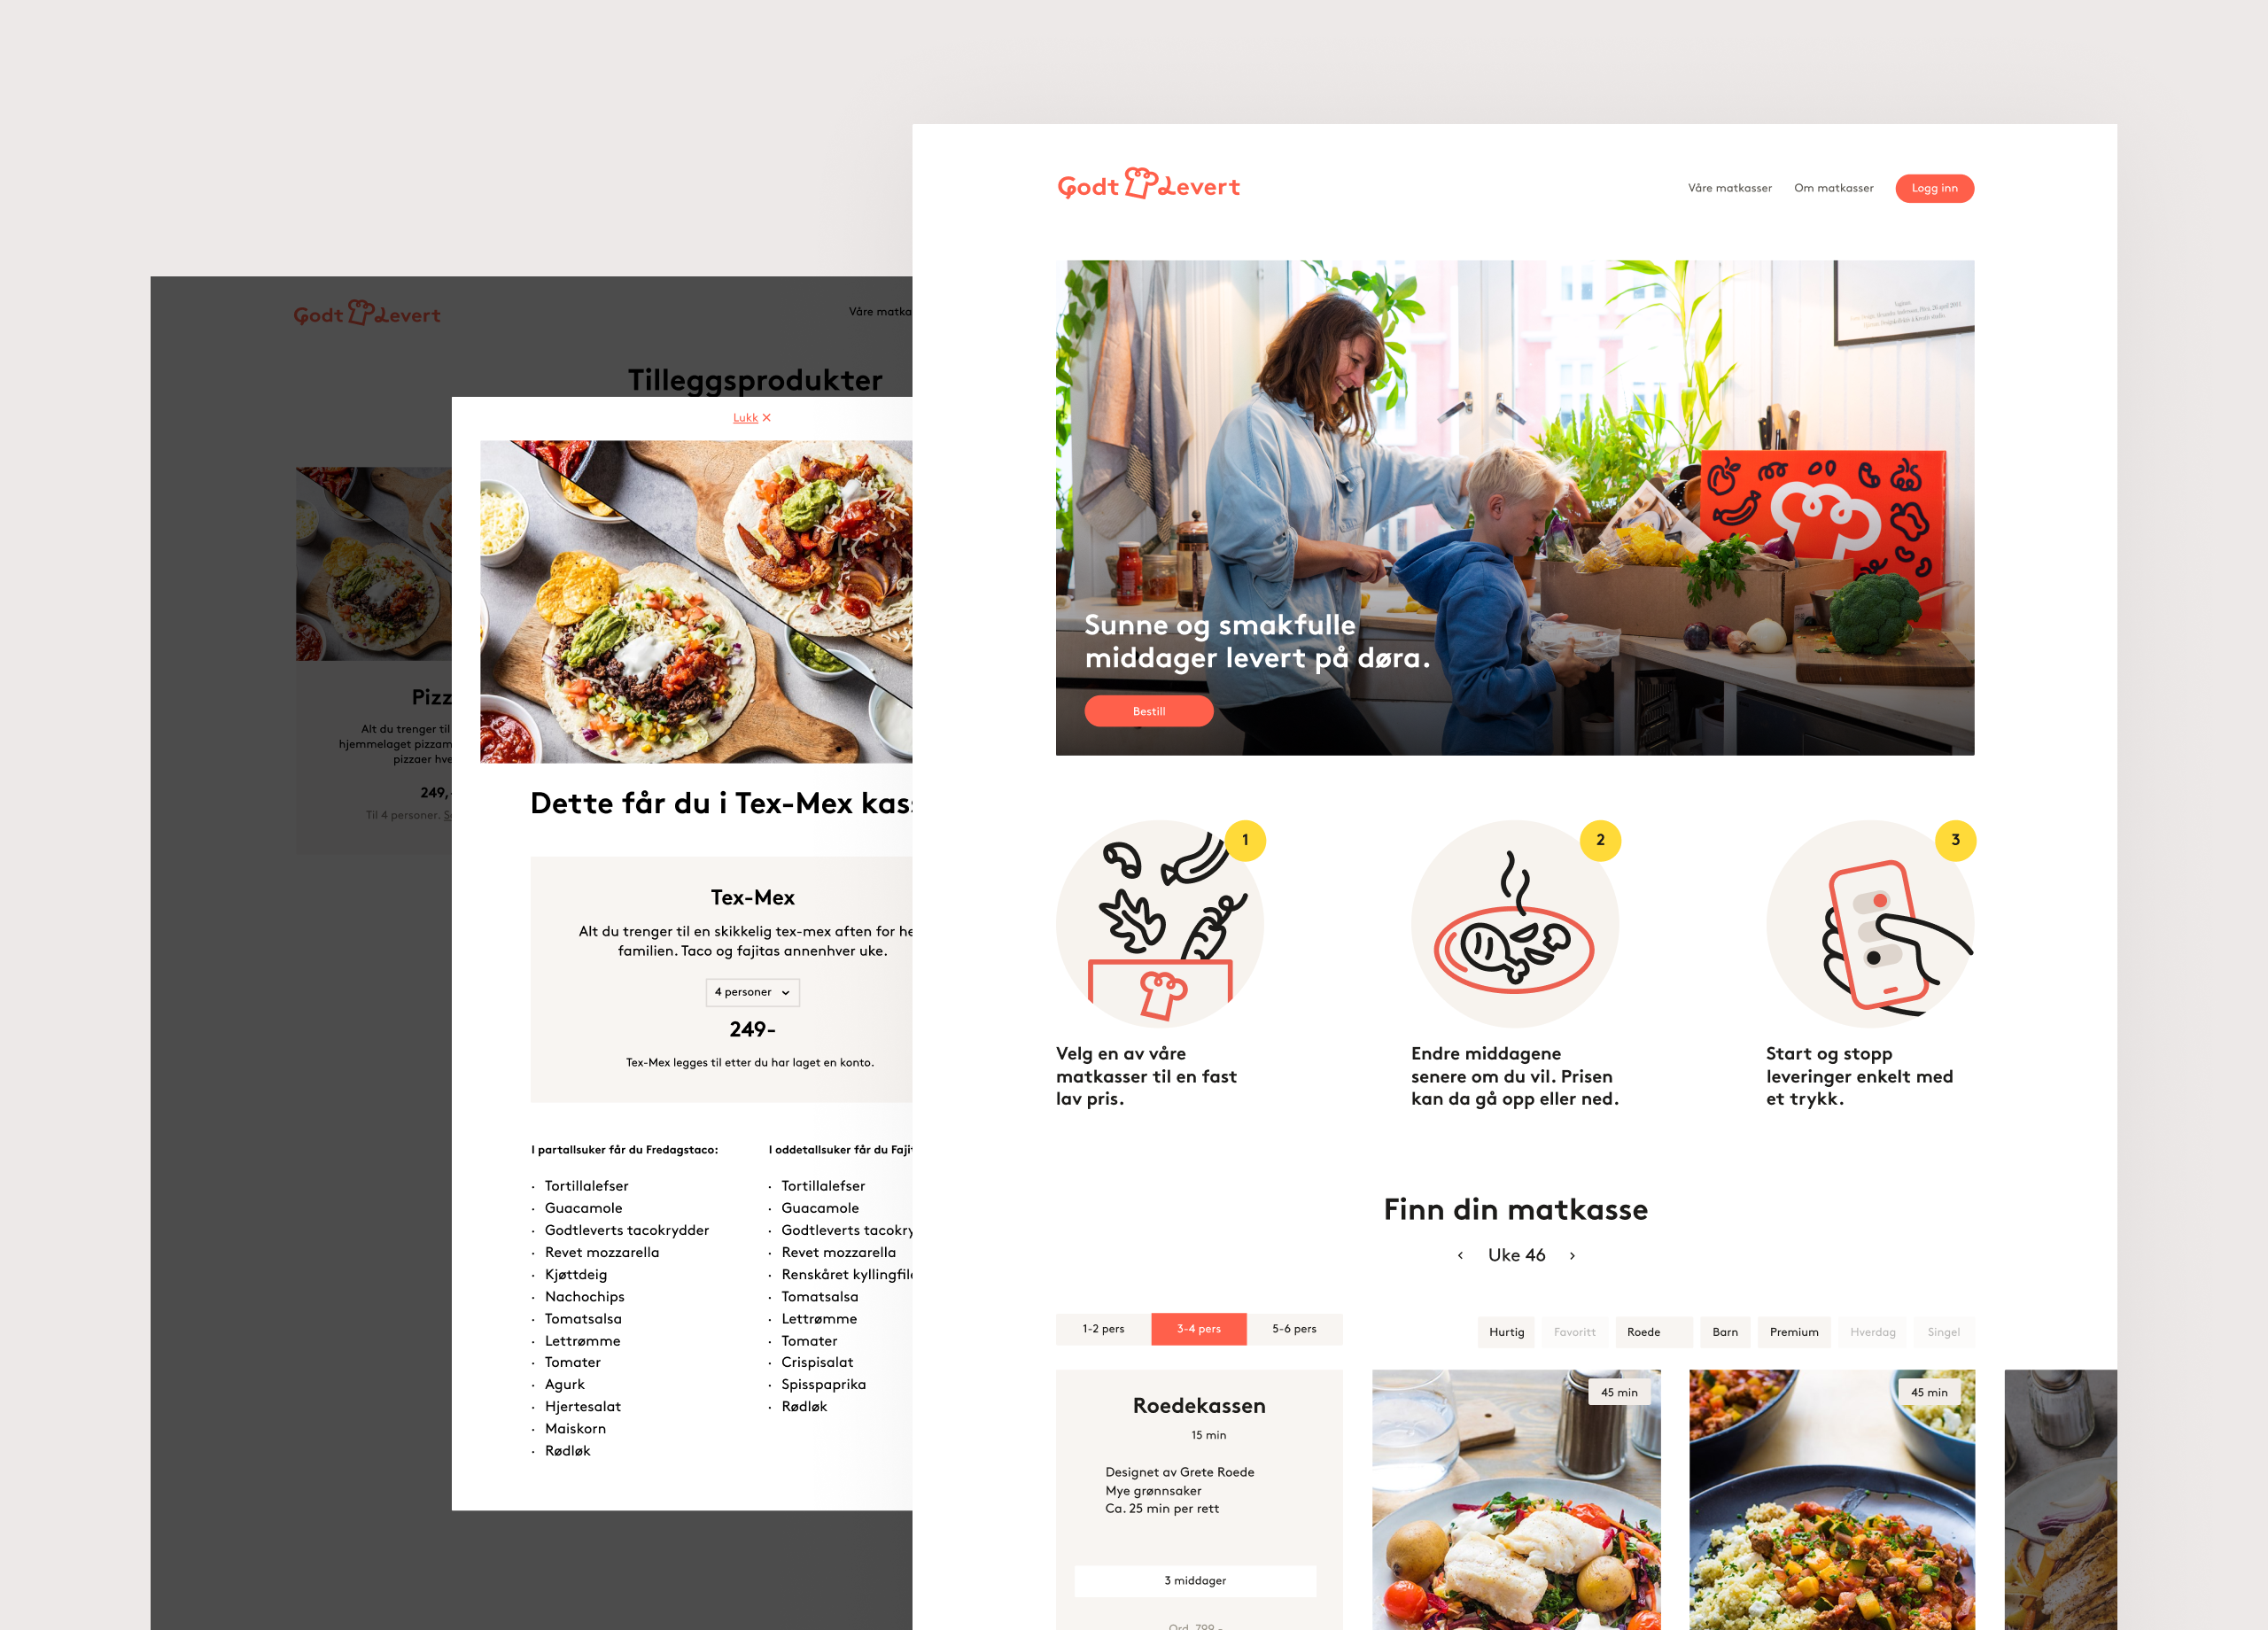 Godt Levert
Våre matkasser
Om matkasser
Logg inn
Sunne og smakfulle
middager levert på døra.
Bestill
1
2
3
Velg en av våre
matkasser til en fast
lav pris.
Endre middagene
senere om du vil. Prisen
kan da gå opp eller ned.
Start og stopp
leveringer enkelt med
et trykk.
Finn din matkasse
Uke 46
1-2 pers
3-4 pers
5-6 pers
Hurtig
Favoritt
Roede
Barn
Premium
Hverdag
Singel
Roedekassen
15 min
Designet av Grete Roede
Mye grønnsaker
Ca. 25 min per rett
3 middager
Ord. 799,-
45 min
45 min
Godt Levert
Våre matka
Tilleggsprodukter
Pizz
Alt du trenger til
hjemmelaget pizzam
pizzaer hve
249,-
Til 4 personer.
Lukk ×
Dette får du i Tex-Mex kass
Tex-Mex
Alt du trenger til en skikkelig tex-mex aften for he
familien. Taco og fajitas annenhver uke.
4 personer
249-
Tex-Mex legges til etter du har laget en konto.
I partallsuker får du Fredagstaco:
· Tortillalefser
· Guacamole
· Godtleverts tacokrydder
· Revet mozzarella
· Kjøttdeig
· Nachochips
· Tomatsalsa
· Lettrømme
· Tomater
· Agurk
· Hjertesalat
· Maiskorn
· Rødløk
I oddetallsuker får du Fajit
· Tortillalefser
· Guacamole
· Godtleverts tacokry
· Revet mozzarella
· Renskåret kyllingfile
· Tomatsalsa
· Lettrømme
· Tomater
· Crispisalat
· Spisspaprika
· Rødløk